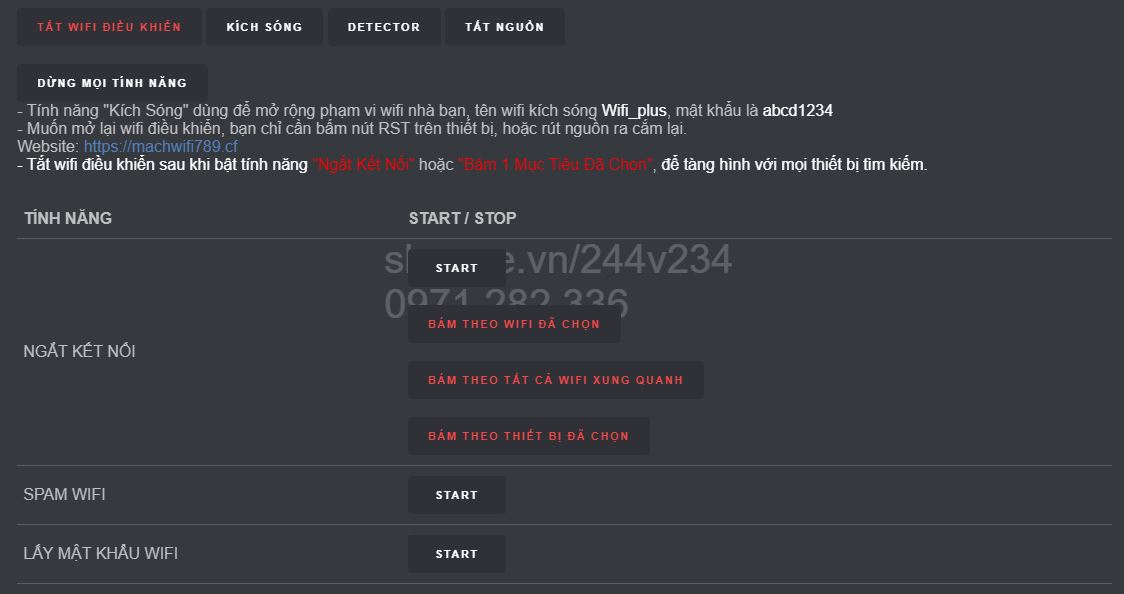 TẮT WIFI ĐIỀU KHIỂN KÍCH SÓNG DETECTOR TẮT NGUỒN
DỪNG MỌI TÍNH NĂNG
- Tính năng "Kích Sóng" dùng để mở rộng phạm vi wifi nhà bạn, tên wifi kích sóng Wifi_plus, mật khẩu là abcd1234
- Muốn mở lại wifi điều khiển, bạn chỉ cần bấm nút RST trên thiết bị, hoặc rút nguồn ra cắm lại.
Website: https://machwifi789.cf
- Tắt wifi điều khiển sau khi bật tính năng "Ngắt Kết Nối" hoặc "Bám 1 Mục Tiêu Đã Chọn", để tàng hình với mọi thiết bị tìm kiếm.
TÍNH NĂNG START / STOP
.vn/244v234
START
0971 282 336
BÁM THEO WIFI ĐÃ CHỌN
NGẮT KẾT NỐI
BÁM THEO TẤT CẢ WIFI XUNG QUANH
BÁM THEO THIẾT BỊ ĐÃ CHỌN
SPAM WIFI START
LẤY MẬT KHẨU WIFI START